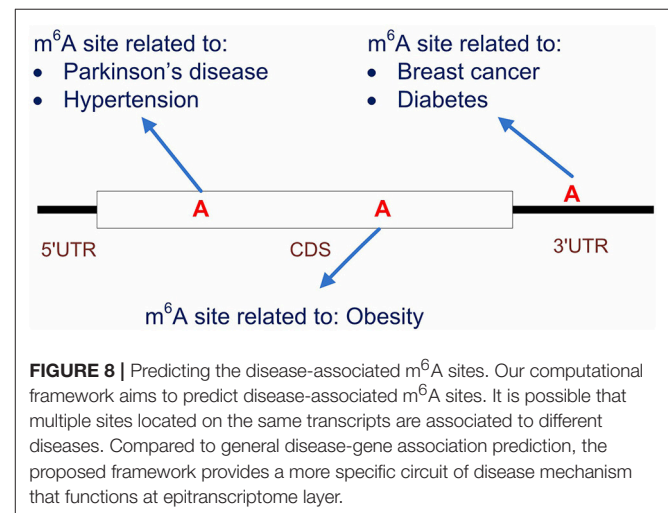 m⁶A site related to:
• Parkinson's disease
• Hypertension
m⁶A site related to:
• Breast cancer
• Diabetes
A
A
A
5'UTR
CDS
3'UTR
m⁶A site related to: Obesity
FIGURE 8 | Predicting the disease-associated m⁶A sites. Our computational
framework aims to predict disease-associated m⁶A sites. It is possible that
multiple sites located on the same transcripts are associated to different
diseases. Compared to general disease-gene association prediction, the
proposed framework provides a more specific circuit of disease mechanism
that functions at epitranscriptome layer.